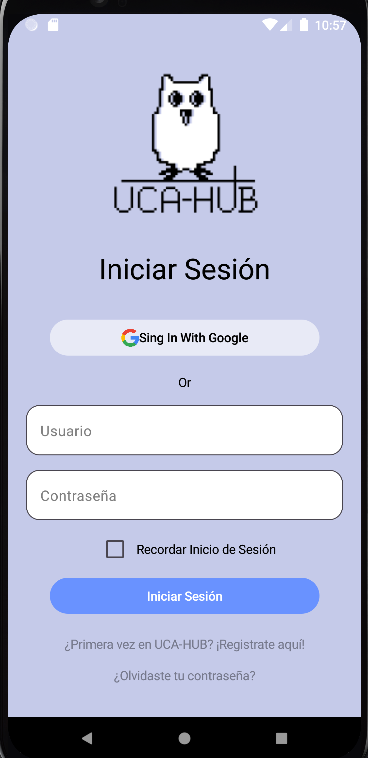 10:57
UCA-HUB
Iniciar Sesión
Sing In With Google
Or
Usuario
Contraseña
Recordar Inicio de Sesión
Iniciar Sesión
¿Primera vez en UCA-HUB? ¡Registrate aquí!
¿Olvidaste tu contraseña?